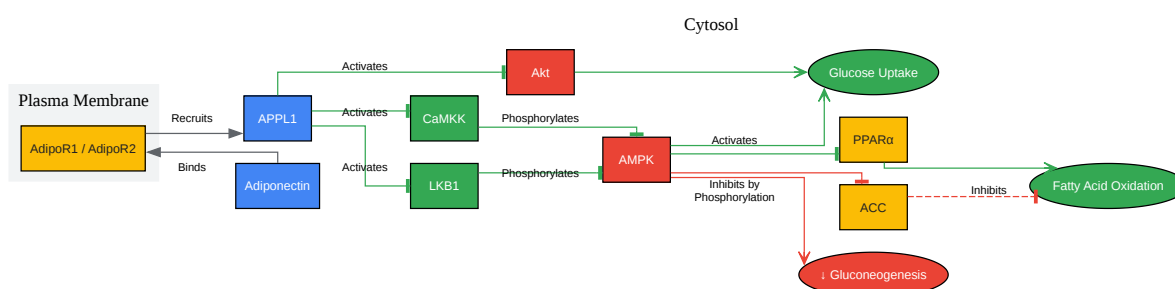 Cytosol
Plasma Membrane
AdipoR1 / AdipoR2
Recruits
Binds
APPL1
Adiponectin
Activates
Activates
Activates
Akt
CaMKK
LKB1
Phosphorylates
Phosphorylates
AMPK
Activates
Inhibits by
Phosphorylation
Glucose Uptake
PPARα
ACC
Inhibits
Fatty Acid Oxidation
↓ Gluconeogenesis